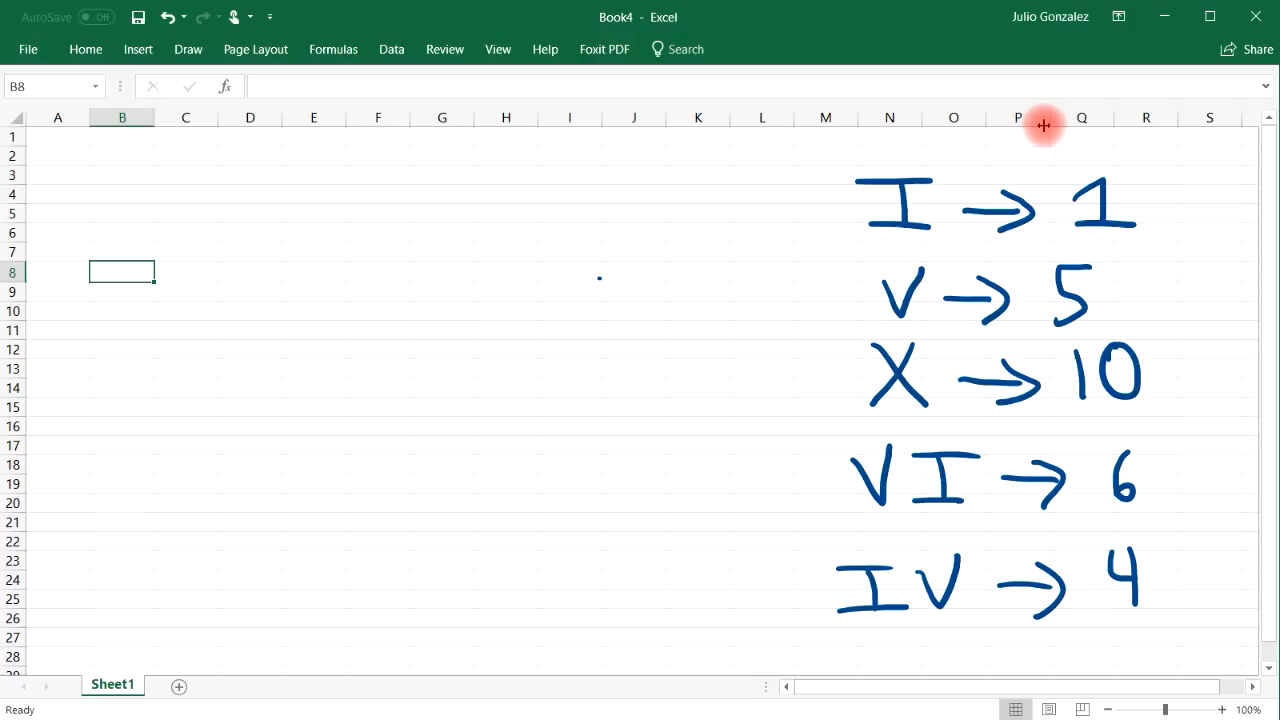 AutoSave Off Book4 - Excel Julio Gonzalez
File Home Insert Draw Page Layout Formulas Data Review View Help Foxit PDF Search Share
B8 fx
A B C D E F G H I J K L M N O P Q R S
1
2
3
4
5
6
7
8
9
10
11
12
13
14
15
16
17
18
19
20
21
22
23
24
25
26
27
28
29
I → 1
V → 5
X → 10
VI → 6
IV → 4
Sheet1
Ready 100%